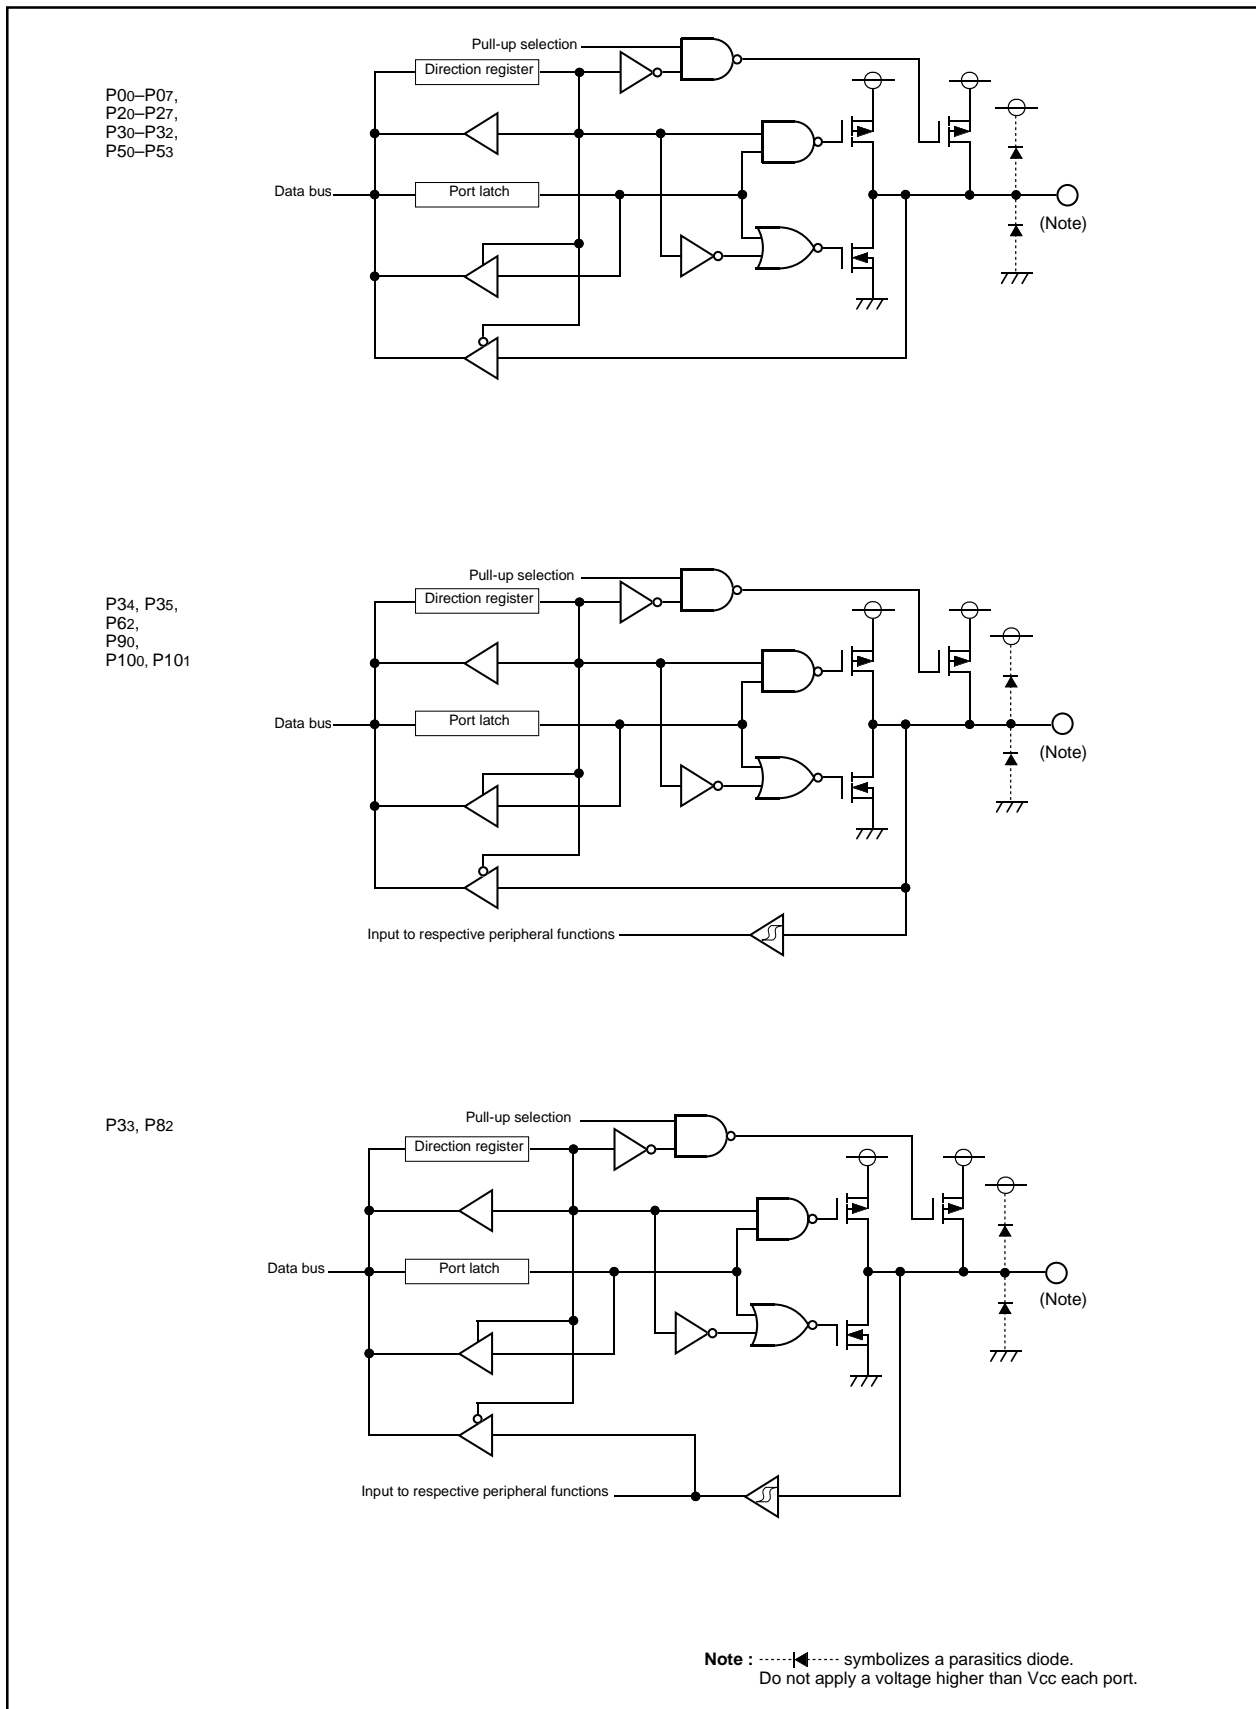 Pull-up selection
Direction register
P00–P07,
P20–P27,
P30–P32,
P50–P53
Data bus
Port latch
(Note)
Pull-up selection
Direction register
P34, P35,
P62,
P90,
P100, P101
Data bus
Port latch
(Note)
Input to respective peripheral functions
Pull-up selection
P33, P82
Direction register
Data bus
Port latch
(Note)
Input to respective peripheral functions
Note : symbolizes a parasitics diode.
Do not apply a voltage higher than Vcc each port.